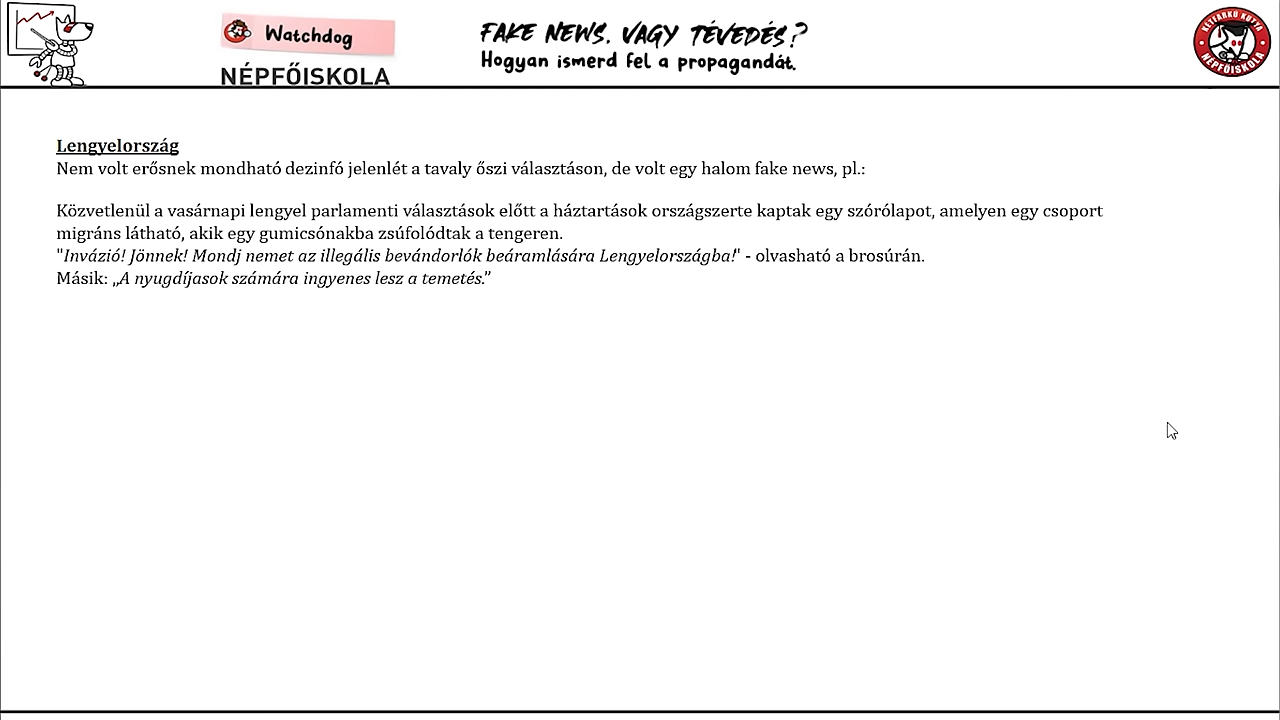 Watchdog
NÉPFŐISKOLA
FAKE NEWS. VAGY TÉVEDÉS?
Hogyan ismerd fel a propagandát.
KÉTFARKÚ KUTYA
NÉPFŐISKOLA
Lengyelország
Nem volt erősnek mondható dezinfó jelenlét a tavaly őszi választáson, de volt egy halom fake news, pl.:
Közvetlenül a vasárnapi lengyel parlamenti választások előtt a háztartások országszerte kaptak egy szórólapot, amelyen egy csoport
migráns látható, akik egy gumicsónakba zsúfolódtak a tengeren.
"Invázió! Jönnek! Mondj nemet az illegális bevándorlók beáramlására Lengyelországba!" - olvasható a brosúrán.
Másik: „A nyugdíjasok számára ingyenes lesz a temetés.”